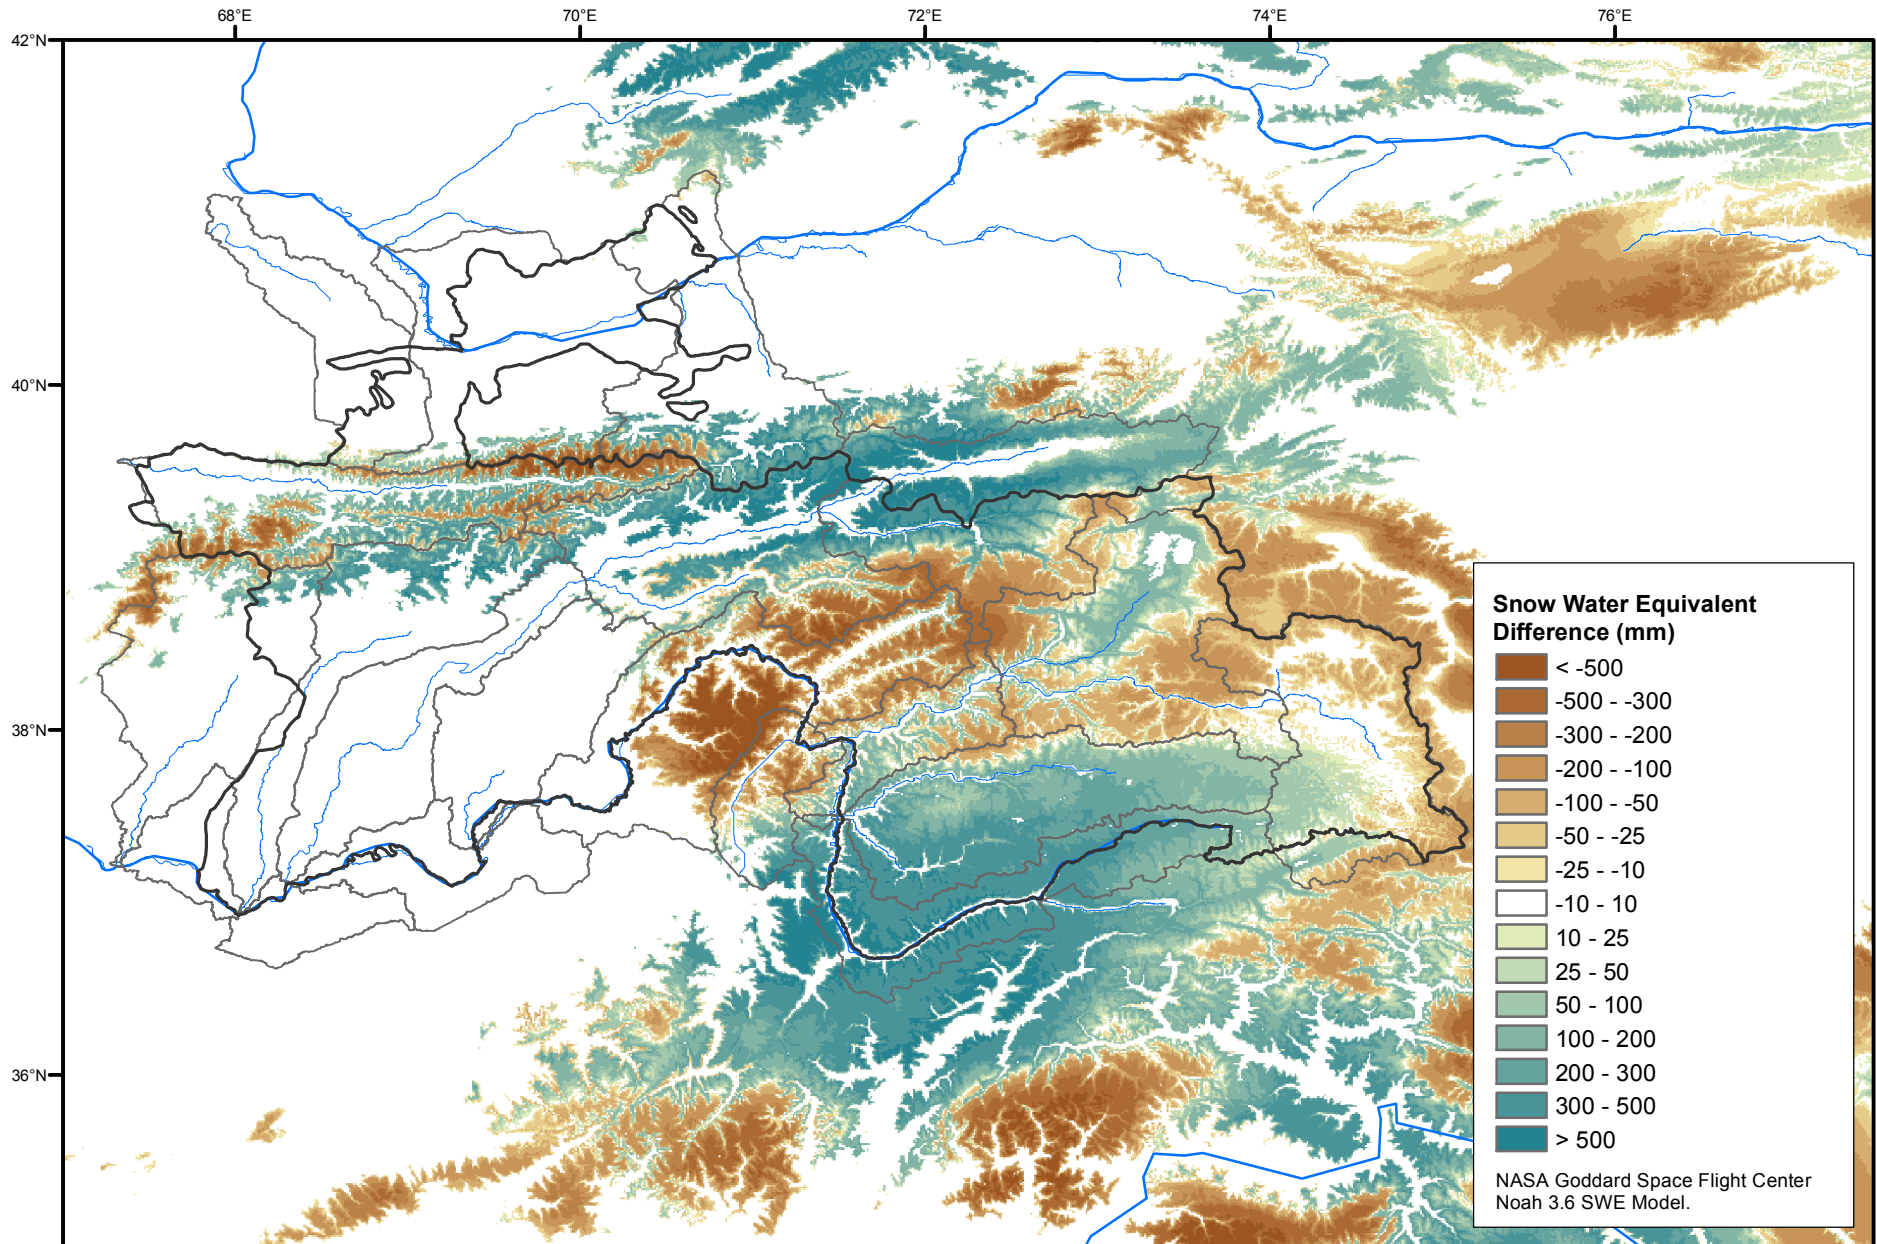 68°E 70°E 72°E 74°E 76°E
42°N
40°N
38°N
36°N
Snow Water Equivalent
Difference (mm)
< -500
-500 - -300
-300 - -200
-200 - -100
-100 - -50
-50 - -25
-25 - -10
-10 - 10
10 - 25
25 - 50
50 - 100
100 - 200
200 - 300
300 - 500
> 500
NASA Goddard Space Flight Center
Noah 3.6 SWE Model.